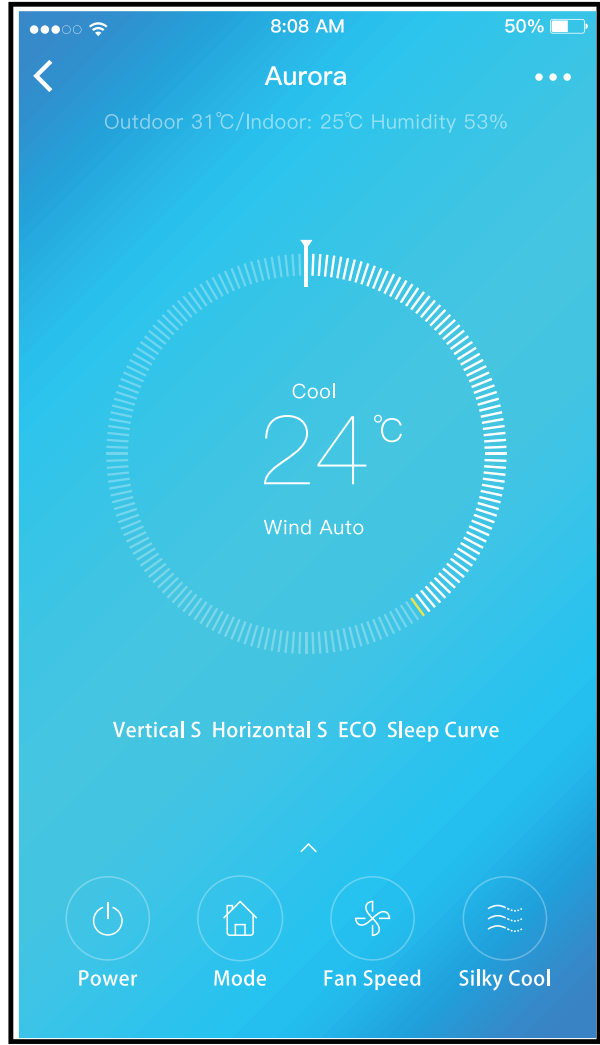 8:08 AM 50%
Aurora
Outdoor 31℃/Indoor: 25℃ Humidity 53%
Cool
24℃
Wind Auto
Vertical S Horizontal S ECO Sleep Curve
Power Mode Fan Speed Silky Cool